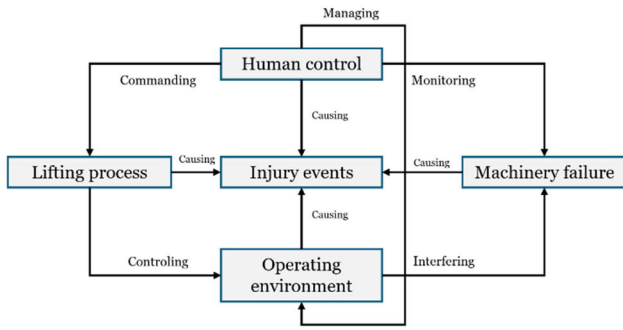 Managing
Human control
Commanding
Monitoring
Causing
Lifting process
Causing
Injury events
Causing
Machinery failure
Causing
Controling
Operating
environment
Interfering